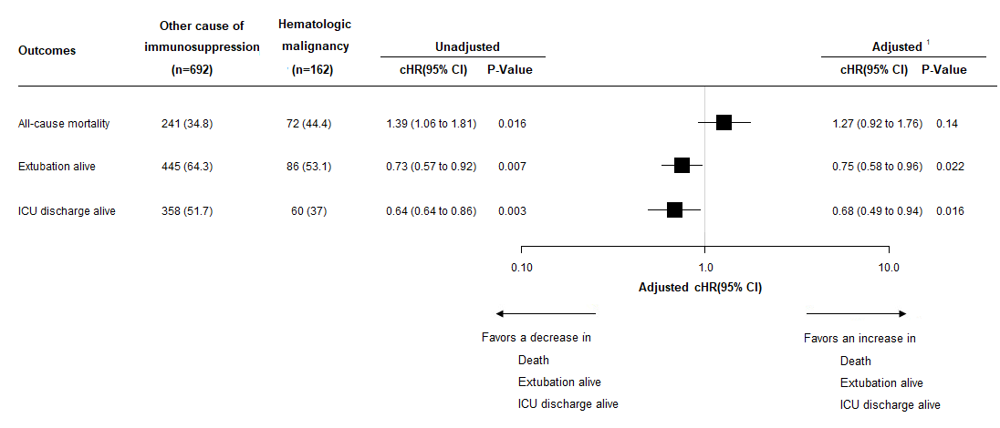 Outcomes Other cause of immunosuppression (n=692) Hematologic malignancy (n=162) Unadjusted Adjusted 1
cHR(95% CI) P-Value cHR(95% CI) P-Value
All-cause mortality 241 (34.8) 72 (44.4) 1.39 (1.06 to 1.81) 0.016 1.27 (0.92 to 1.76) 0.14
Extubation alive 445 (64.3) 86 (53.1) 0.73 (0.57 to 0.92) 0.007 0.75 (0.58 to 0.96) 0.022
ICU discharge alive 358 (51.7) 60 (37) 0.64 (0.64 to 0.86) 0.003 0.68 (0.49 to 0.94) 0.016
0.10 1.0 10.0
Adjusted cHR(95% CI)
Favors a decrease in
Death
Extubation alive
ICU discharge alive
Favors an increase in
Death
Extubation alive
ICU discharge alive